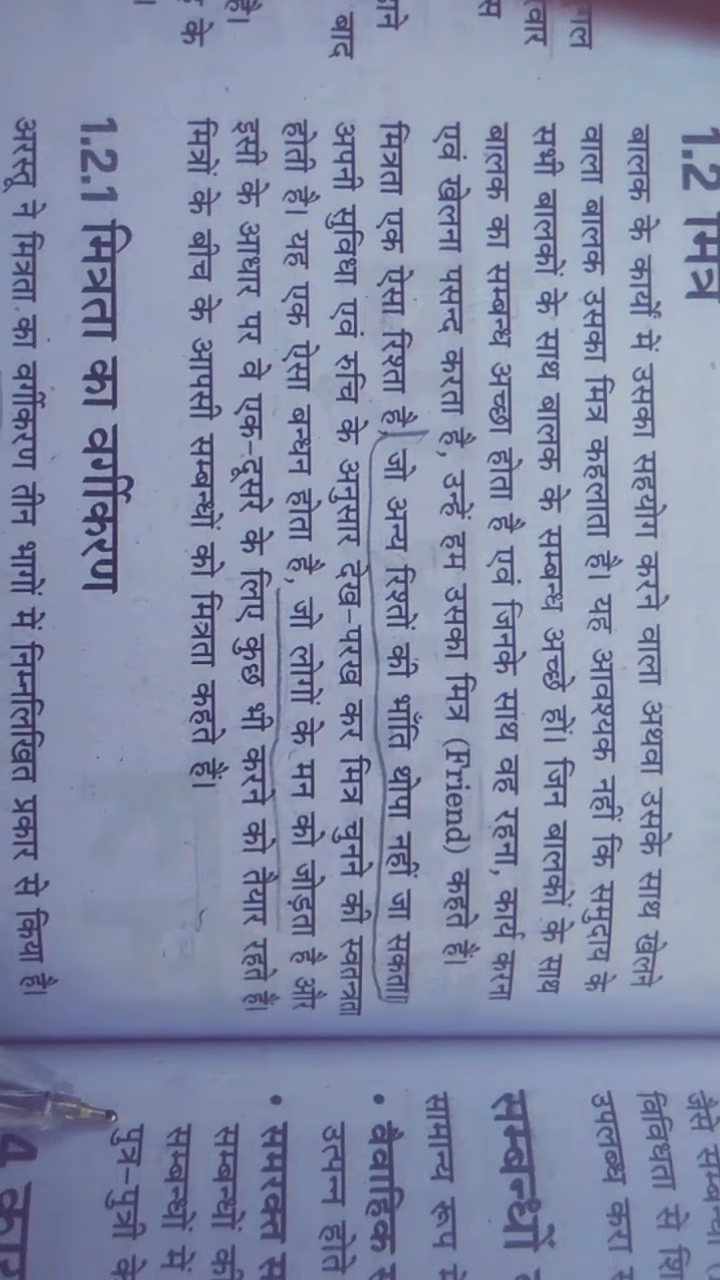 1.2 मित्र
बालक के कार्यों में उसका सहयोग करने वाला अथवा उसके साथ खेलने
वाला बालक उसका मित्र कहलाता है। यह आवश्यक नहीं कि समुदाय के
सभी बालकों के साथ बालक के सम्बन्ध अच्छे हों। जिन बालकों के साथ
बालक का सम्बन्ध अच्छा होता है एवं जिनके साथ वह रहना, कार्य करना
एवं खेलना पसन्द करता है, उन्हें हम उसका मित्र (Friend) कहते है।
मित्रता एक ऐसा रिश्ता है, जो अन्य रिश्तों की भाँति थोपा नहीं जा सकता।
अपनी सुविधा एवं रुचि के अनुसार देख-परख कर मित्र चुनने की स्वतन्त्रता
होती है। यह एक ऐसा बन्धन होता है, जो लोगों के मन को जोड़ता है और
इसी के आधार पर वे एक-दूसरे के लिए कुछ भी करने को तैयार रहते हैं।
मित्रों के बीच के आपसी सम्बन्धों को मित्रता कहते हैं।
1.2.1 मित्रता का वर्गीकरण
अरस्तू ने मित्रता का वर्गीकरण तीन भागों में निम्नलिखित प्रकार से किया है।
वार
बाद
के
है।
जैसे सम्बन्धों
विविधता से
उपलब्ध करा
सम्बन्धों
सामान्य रूप
• वैवाहिक
उत्पन्न होते
• समरक्त
सम्बन्धों की
सम्बन्धों में
पुत्र-पुत्री के
4